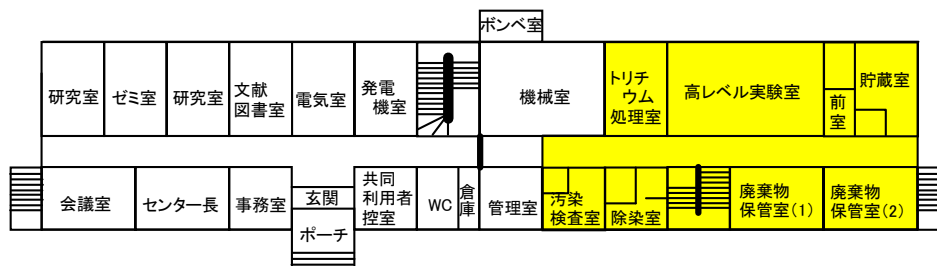 ボンベ室
研究室
ゼミ室
研究室
文献
図書室
電気室
発電
機室
機械室
トリチ
ウム
処理室
高レベル実験室
前
室
貯蔵室
会議室
センター長
事務室
玄関
ポーチ
共同
利用者
控室
WC
倉
庫
管理室
汚染
検査室
除染室
廃棄物
保管室(1)
廃棄物
保管室(2)